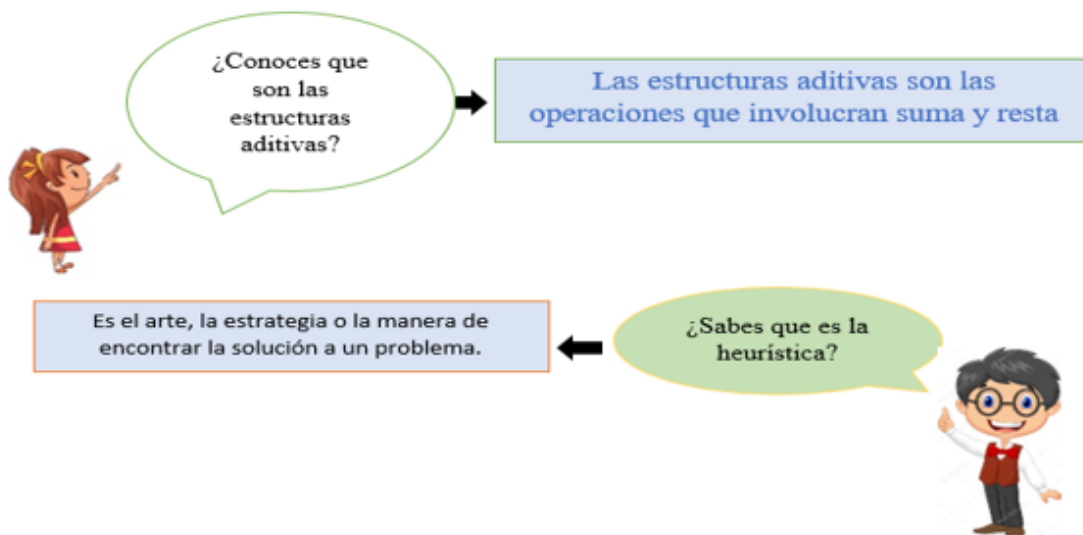 ¿Conoces que
son las
estructuras
aditivas?
Las estructuras aditivas son las
operaciones que involucran suma y resta
¿Sabes que es la
heurística?
Es el arte, la estrategia o la manera de
encontrar la solución a un problema.